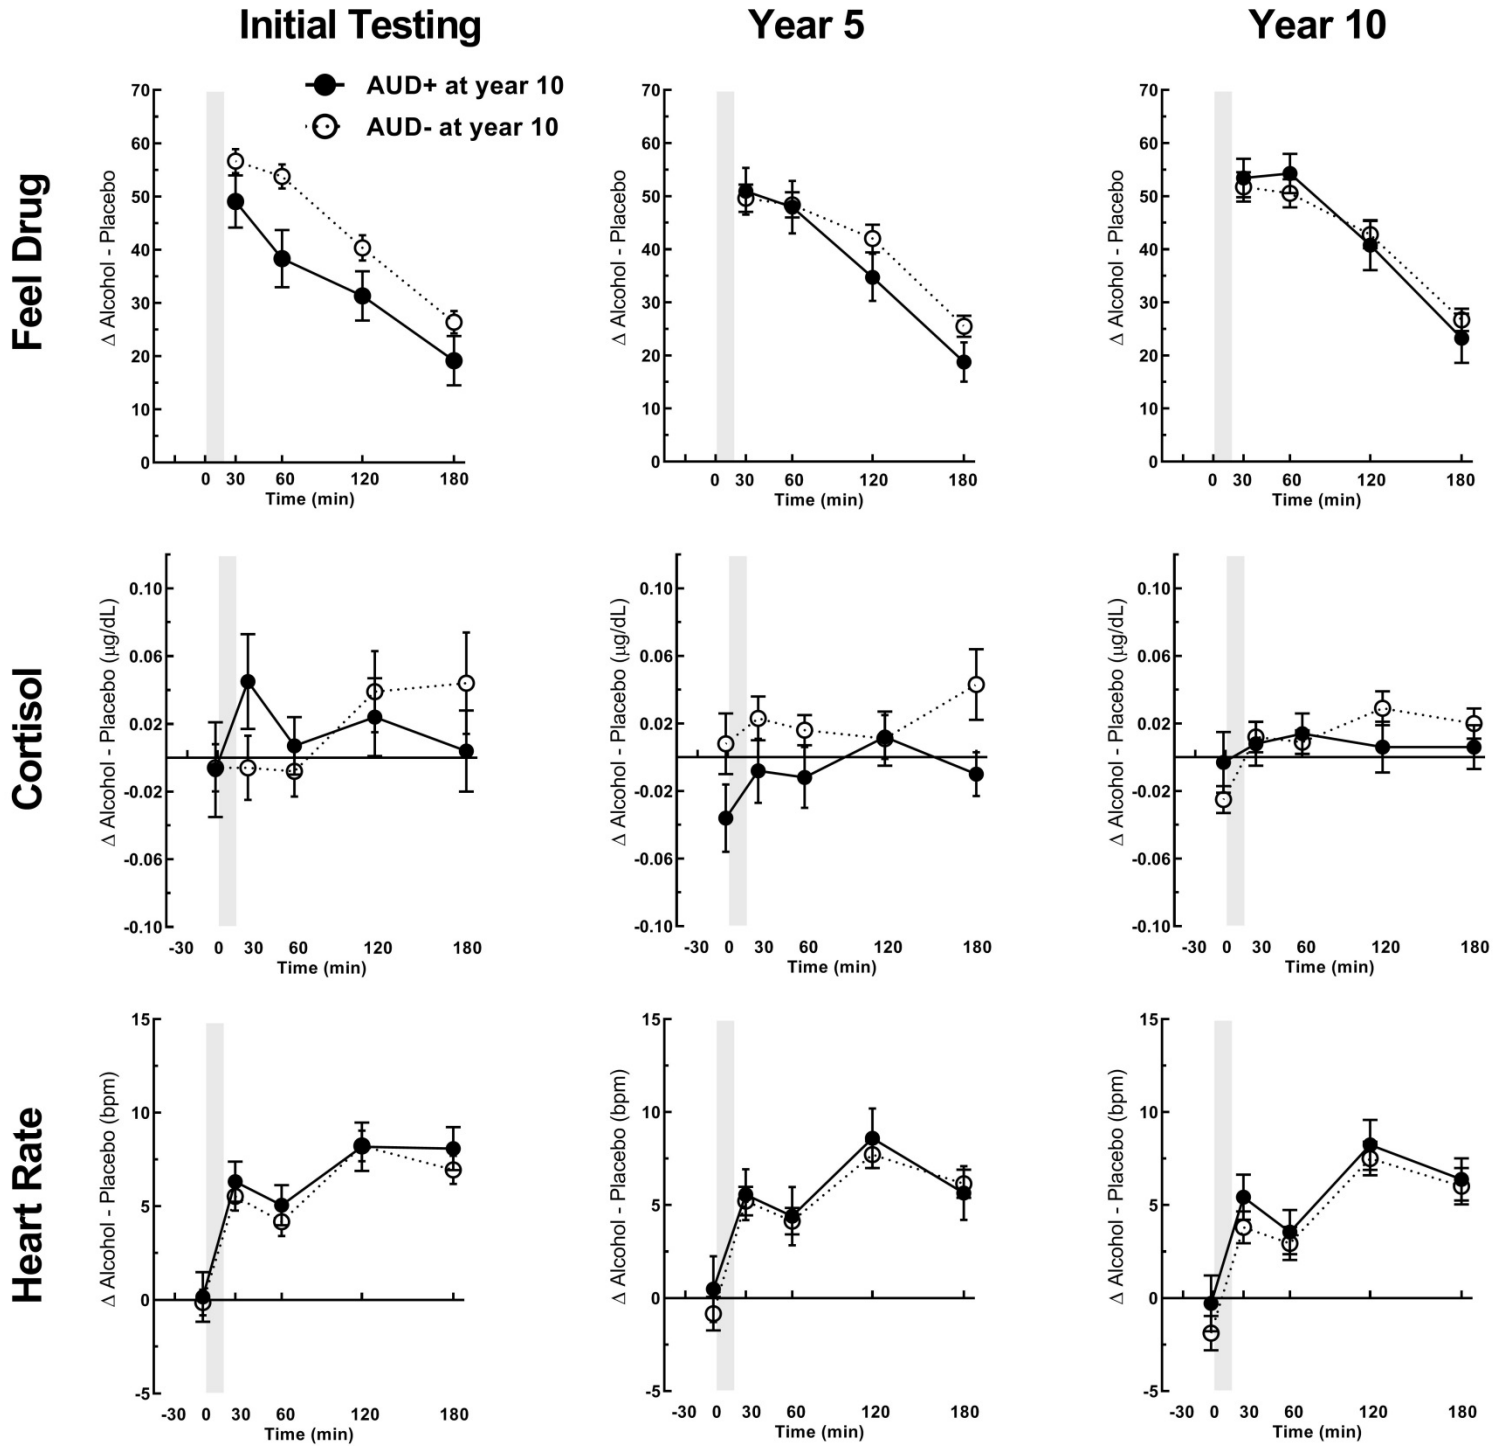 Initial Testing
Year 5
Year 10
AUD+ at year 10
AUD- at year 10
Feel Drug
Δ Alcohol - Placebo
70
60
50
40
30
20
10
0
0 30 60 120 180
Time (min)
Δ Alcohol - Placebo
70
60
50
40
30
20
10
0
0 30 60 120 180
Time (min)
Δ Alcohol - Placebo
70
60
50
40
30
20
10
0
0 30 60 120 180
Time (min)
Cortisol
Δ Alcohol - Placebo (µg/dL)
0.10
0.06
0.02
-0.02
-0.06
-0.10
-30 0 30 60 120 180
Time (min)
Δ Alcohol - Placebo (µg/dL)
0.10
0.06
0.02
-0.02
-0.06
-0.10
-30 0 30 60 120 180
Time (min)
Δ Alcohol - Placebo (µg/dL)
0.10
0.06
0.02
-0.02
-0.06
-0.10
-30 0 30 60 120 180
Time (min)
Heart Rate
Δ Alcohol - Placebo (bpm)
15
10
5
0
-5
-30 0 30 60 120 180
Time (min)
Δ Alcohol - Placebo (bpm)
15
10
5
0
-5
-30 0 30 60 120 180
Time (min)
Δ Alcohol - Placebo (bpm)
15
10
5
0
-5
-30 0 30 60 120 180
Time (min)